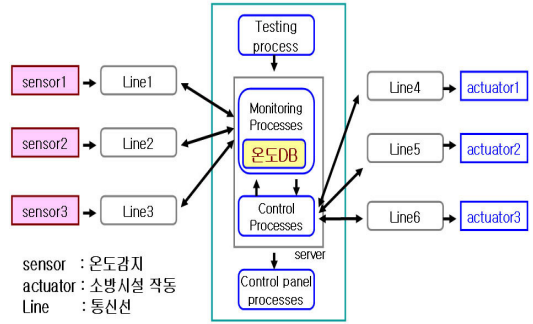 Testing
process
sensor1
Line1
Line4
actuator1
Monitoring
Processes
sensor2
Line2
온도DB
Line5
actuator2
sensor3
Line3
Control
Processes
Line6
actuator3
server
sensor : 온도감지
actuator : 소방시설 작동
Line : 통신선
Control panel
processes